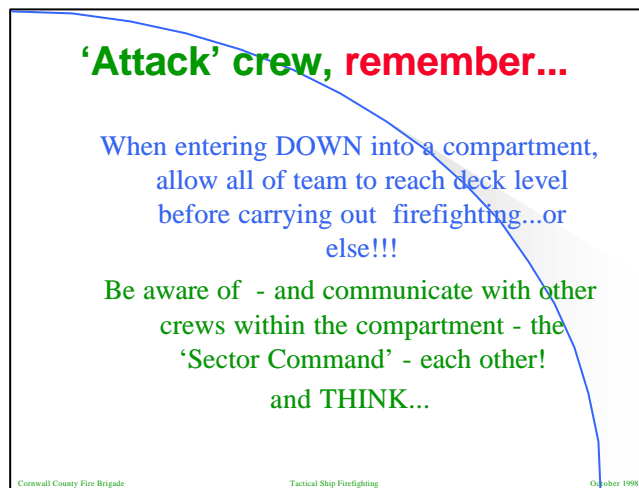 ‘Attack’ crew, remember...
When entering DOWN into a compartment,
allow all of team to reach deck level
before carrying out  firefighting...or
else!!!
Be aware of  - and communicate with other
crews within the compartment - the
‘Sector Command’ - each other!
and THINK...
Cornwall County Fire Brigade
Tactical Ship Firefighting
October 1998